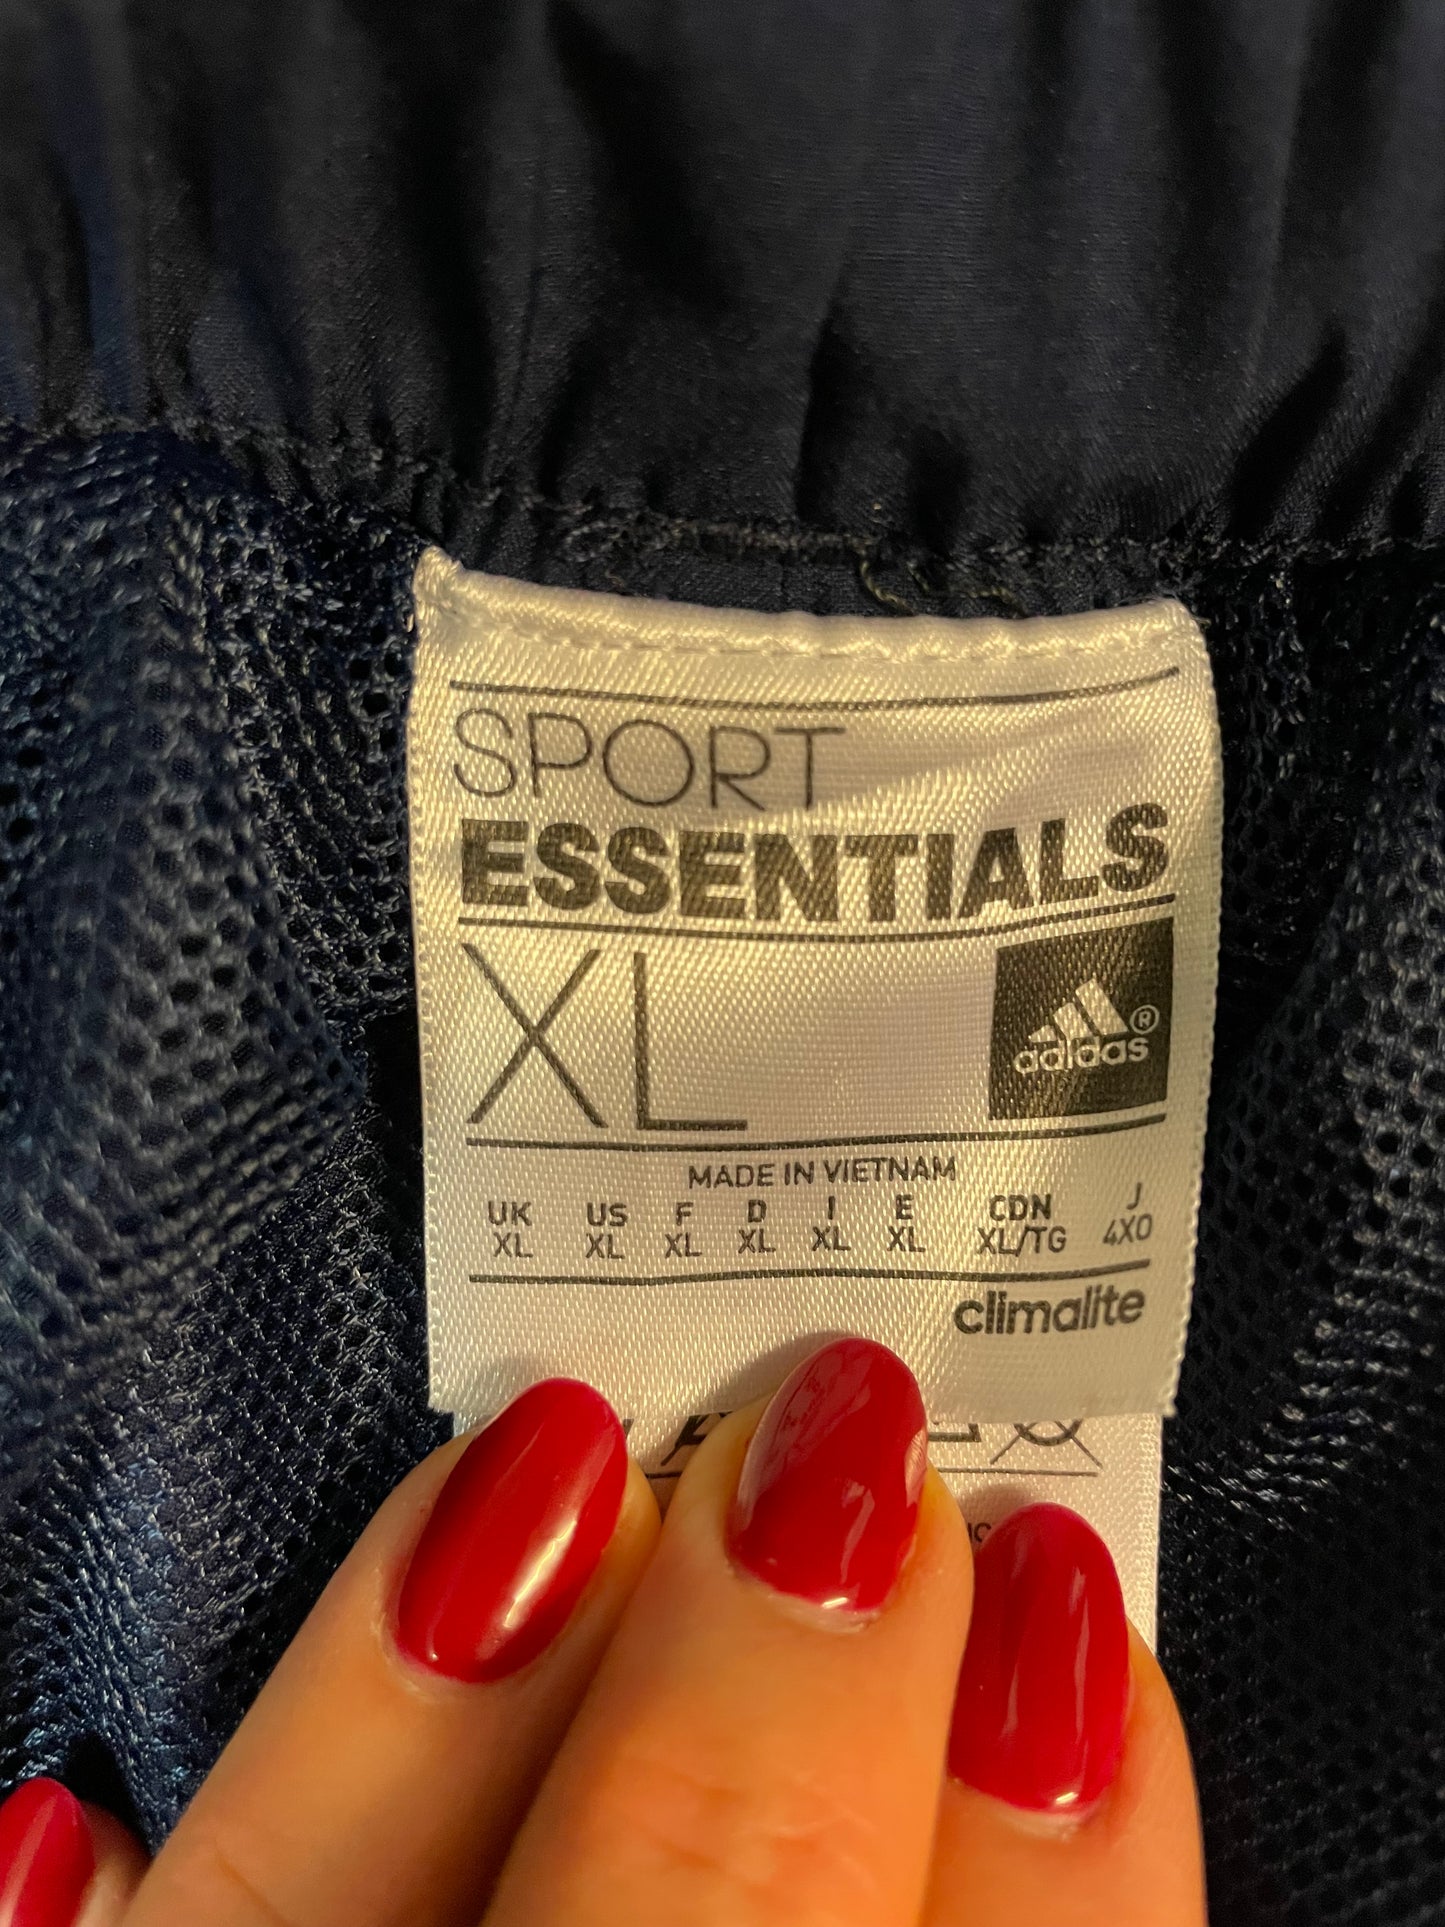 SPORT
ESSENTIALS
XL
adidas®
MADE IN VIETNAM
UK US F D I E CDN J
XL XL XL XL XL XL XL/TG 4XO
climalite